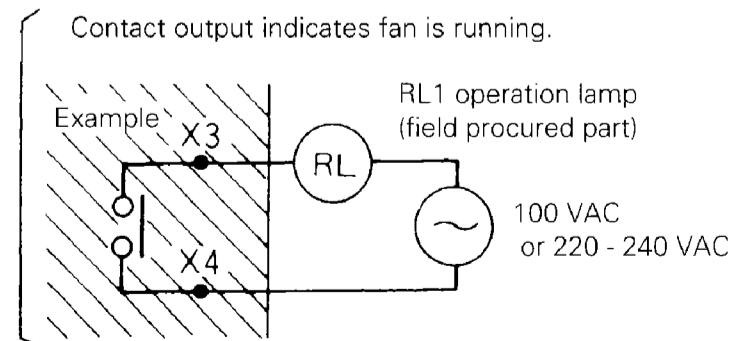 Contact output indicates fan is running.
Example
X3
RL1 operation lamp
(field procured part)
RL
100 VAC
or 220 - 240 VAC
X4